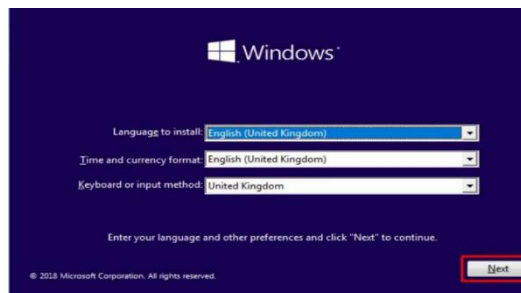 Windows
Language to install: English (United Kingdom)
Time and currency format: English (United Kingdom)
Keyboard or input method: United Kingdom
Enter your language and other preferences and click "Next" to continue.
© 2018 Microsoft Corporation. All rights reserved.
Next